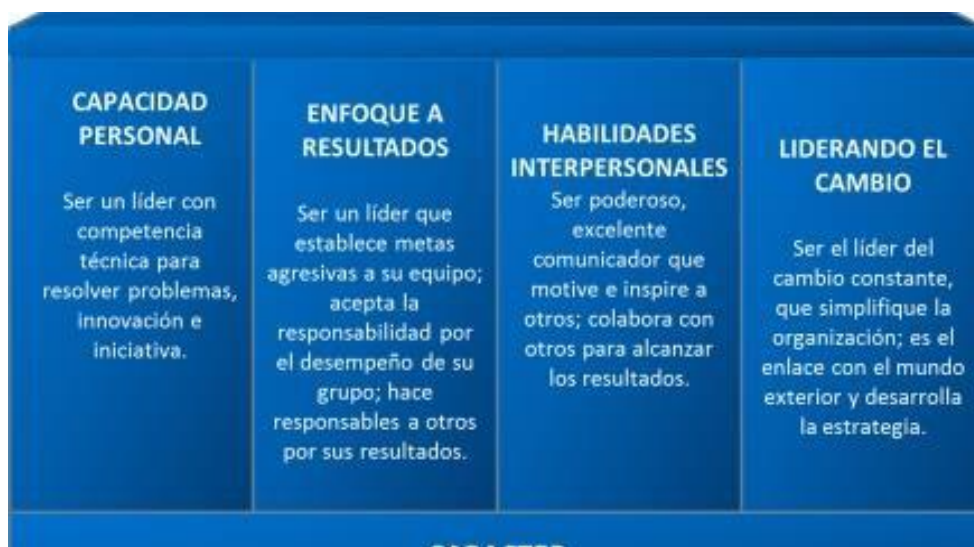 CAPACIDAD
PERSONAL
Ser un líder con
competencia
técnica para
resolver problemas,
innovación e
iniciativa.
ENFOQUE A
RESULTADOS
Ser un líder que
establece metas
agresivas a su equipo;
acepta la
responsabilidad por
el desempeño de su
grupo; hace
responsables a otros
por sus resultados.
HABILIDADES
INTERPERSONALES
Ser poderoso,
excelente
comunicador que
motive e inspire a
otros; colabora con
otros para alcanzar
los resultados.
LIDERANDO EL
CAMBIO
Ser el líder del
cambio constante,
que simplifique la
organización; es el
enlace con el mundo
exterior y desarrolla
la estrategia.